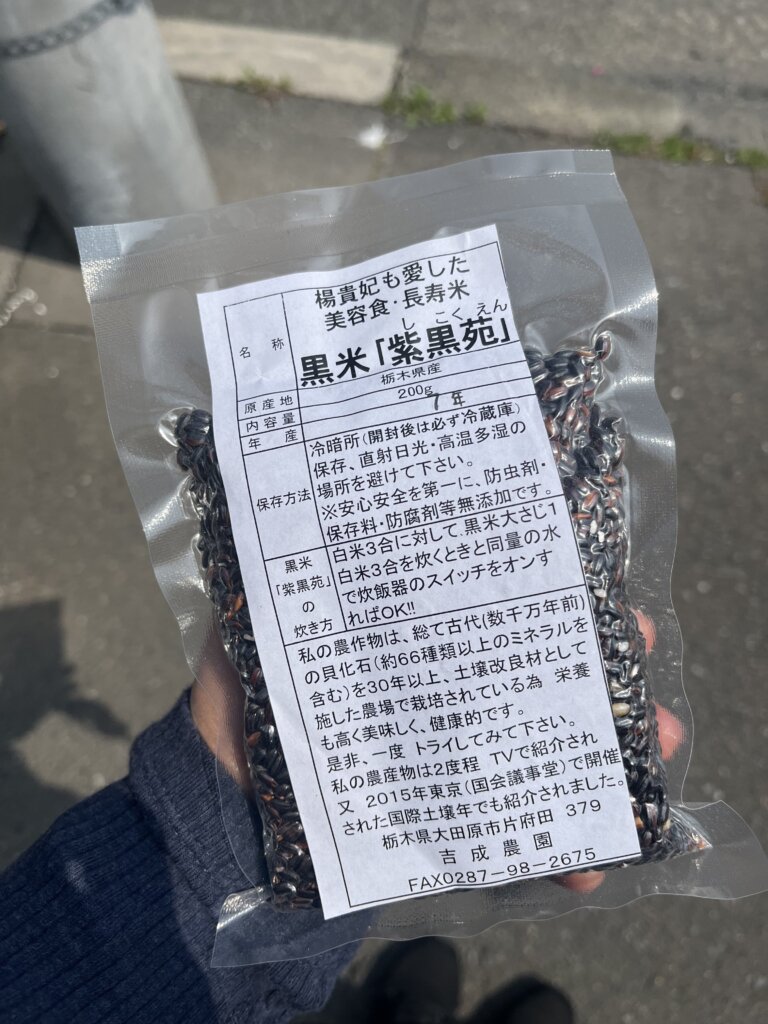 名称
楊貴妃も愛した
美容食・長寿米
しこくえん
黒米「紫黒苑」
原産地 栃木県産
内容量 200g
年産 7年
保存方法
冷暗所(開封後は必ず冷蔵庫)
の保存、直射日光・高温多湿の
場所を避けて下さい。
※安心安全を第一に、防虫剤・
保存料・防腐剤等無添加です。
黒米
「紫黒苑」
の
炊き方
白米3合に対して、黒米大さじ1
白米3合を炊くときと同量の水
で炊飯器のスイッチをオンす
ればOK!!
私の農作物は、総て古代(数千万年前)
の貝化石(約66種類以上のミネラルを
含む)を30年以上、土壌改良材として
施した農場で栽培されている為 栄養
も高く美味しく、健康的です。
是非、一度 トライしてみて下さい。
私の農産物は2度程 TVで紹介され
又 2015年東京(国会議事堂)で開催
された国際土壌年でも紹介されました。
栃木県大田原市片府田 379
吉成農園
FAX0287-98-2675